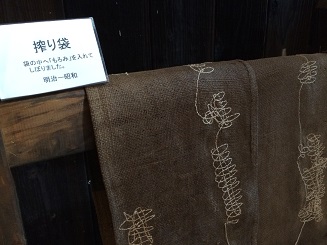 搾り袋
袋の中へ「もろみ」を入れて
しぼりました。
明治～昭和